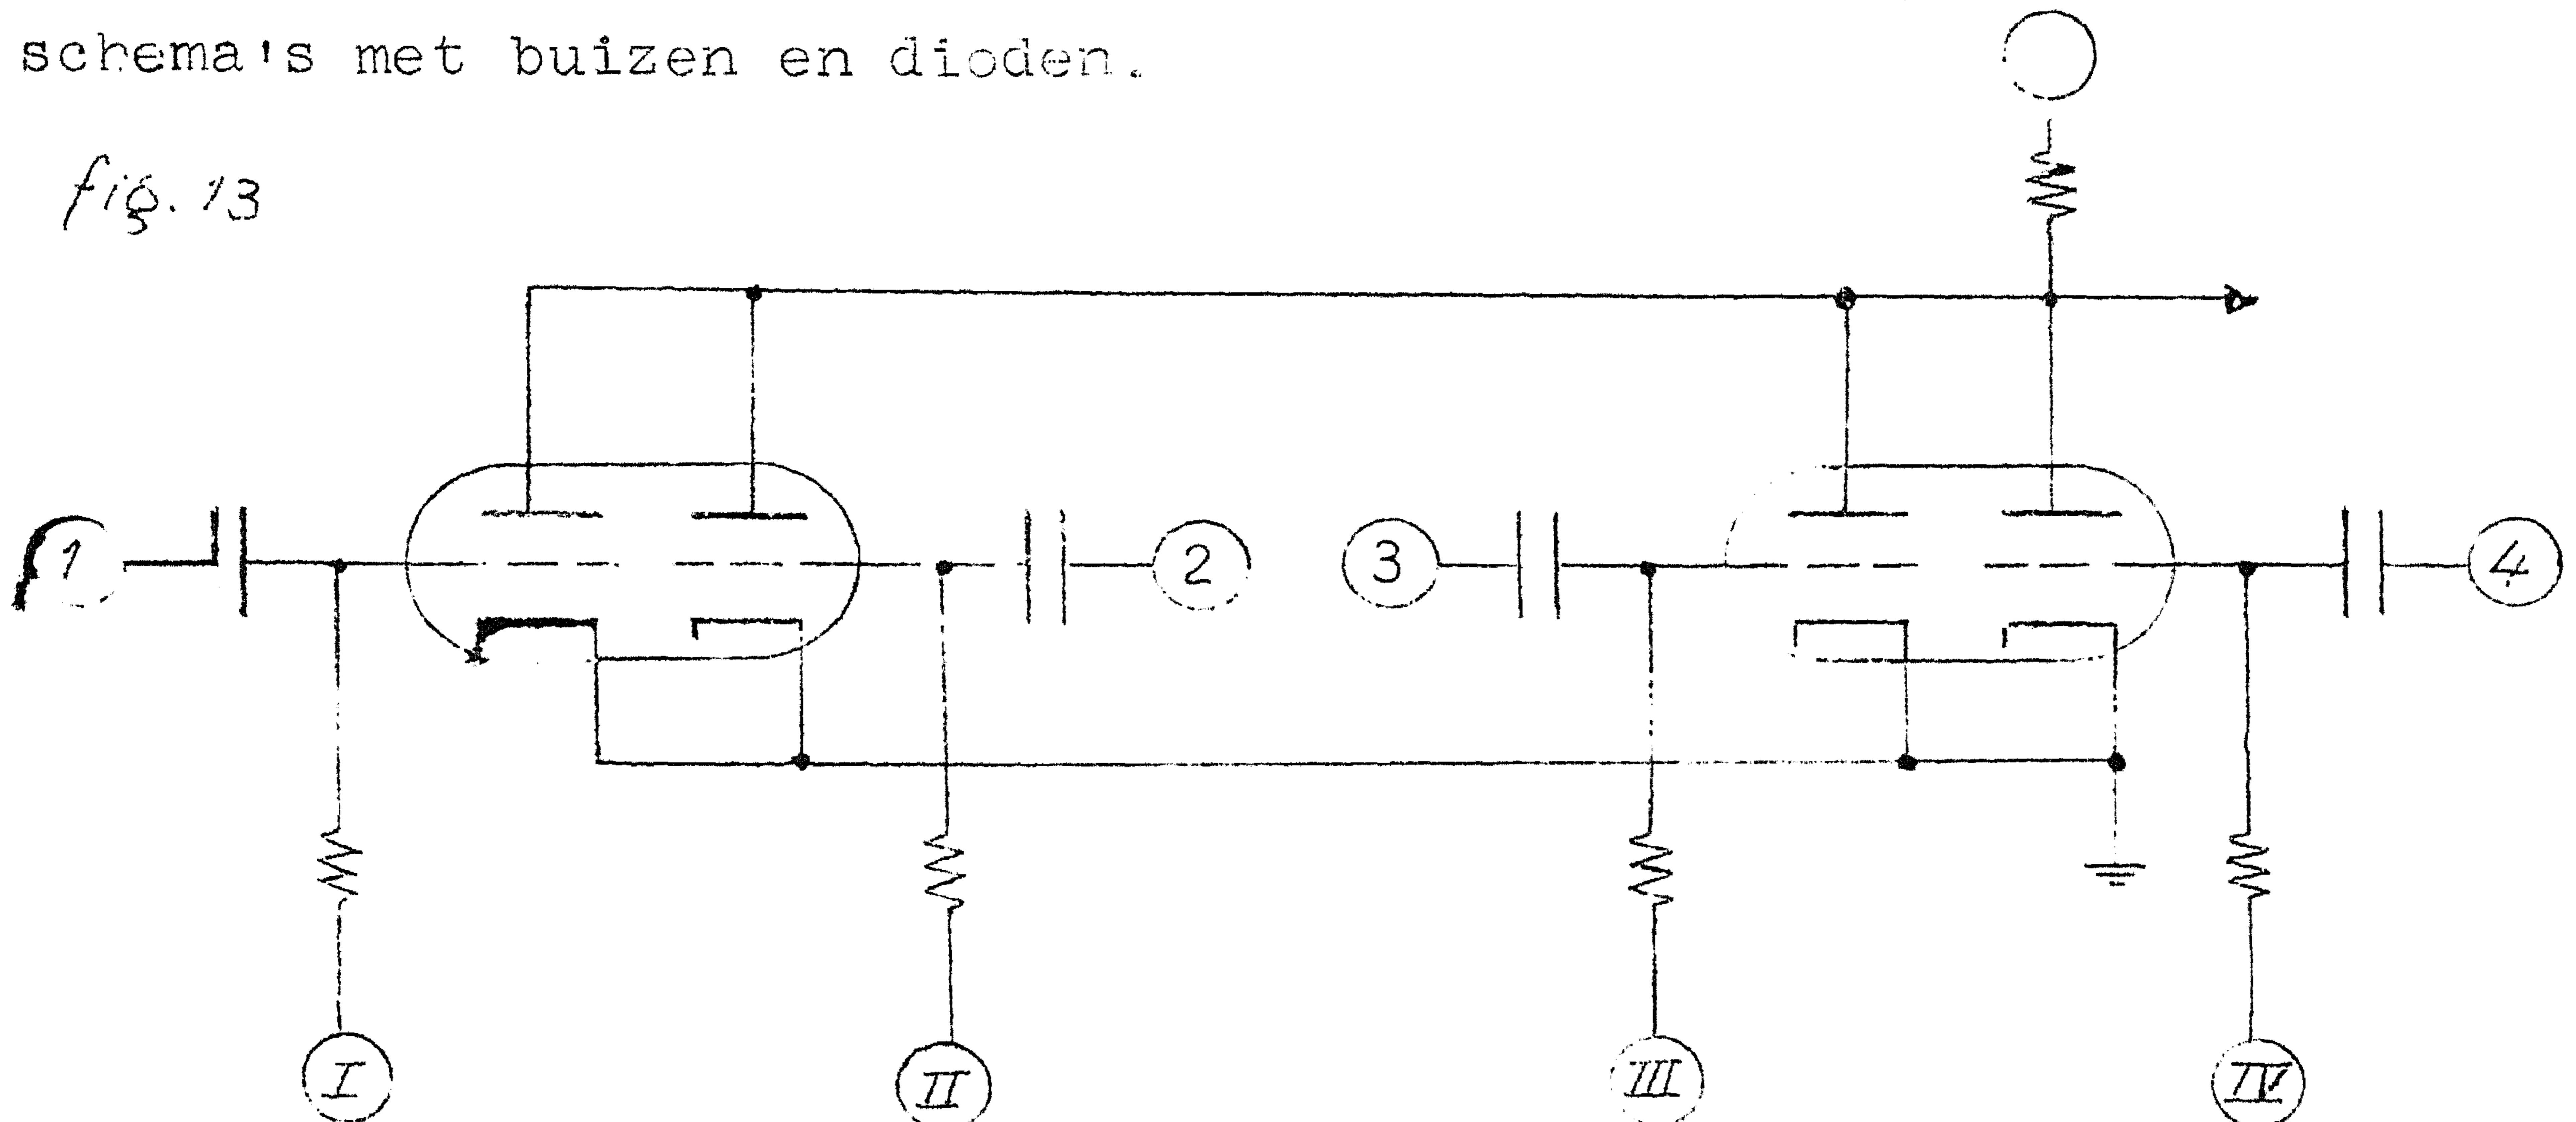 schema's met buizen en dioden.
fig. 13
1
2
3
4
I
II
III
IV